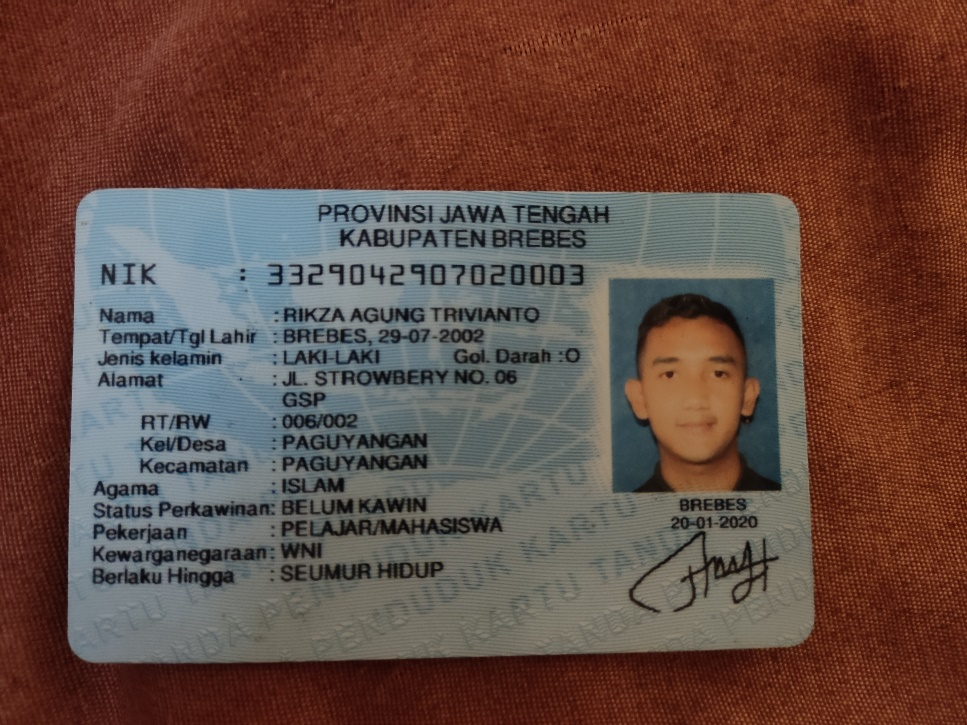 PROVINSI JAWA TENGAH
KABUPATEN BREBES
NIK : 3329042907020003
Nama : RIKZA AGUNG TRIVIANTO
Tempat/Tgl Lahir : BREBES, 29-07-2002
Jenis kelamin : LAKI-LAKI Gol. Darah :O
Alamat : JL. STROWBERY NO. 06
GSP
RT/RW : 006/002
Kel/Desa : PAGUYANGAN
Kecamatan : PAGUYANGAN
Agama : ISLAM
Status Perkawinan: BELUM KAWIN
Pekerjaan : PELAJAR/MAHASISWA
Kewarganegaraan: WNI
Berlaku Hingga : SEUMUR HIDUP
BREBES
20-01-2020